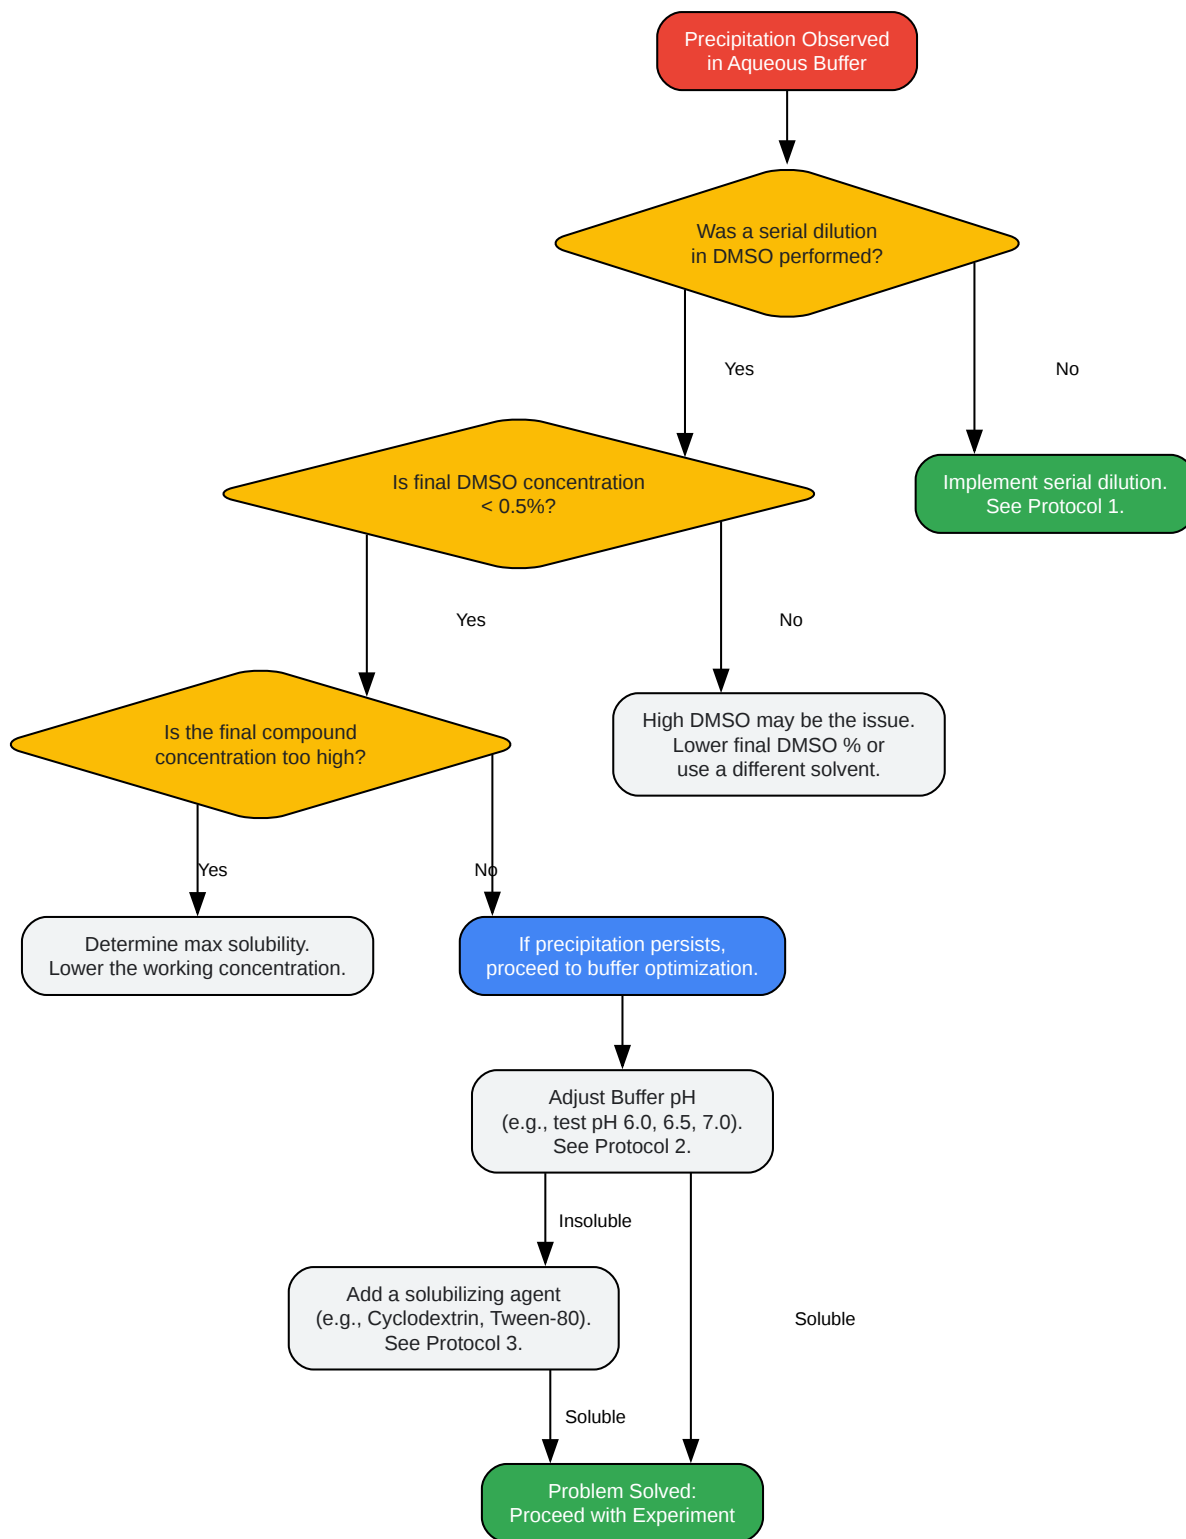 Precipitation Observed
in Aqueous Buffer
Was a serial dilution
in DMSO performed?
Yes
No
Is final DMSO concentration
< 0.5%?
Implement serial dilution.
See Protocol 1.
Yes
No
Is the final compound
concentration too high?
High DMSO may be the issue.
Lower final DMSO % or
use a different solvent.
Yes
No
Determine max solubility.
Lower the working concentration.
If precipitation persists,
proceed to buffer optimization.
Adjust Buffer pH
(e.g., test pH 6.0, 6.5, 7.0).
See Protocol 2.
Insoluble
Add a solubilizing agent
(e.g., Cyclodextrin, Tween-80).
See Protocol 3.
Soluble
Soluble
Problem Solved:
Proceed with Experiment